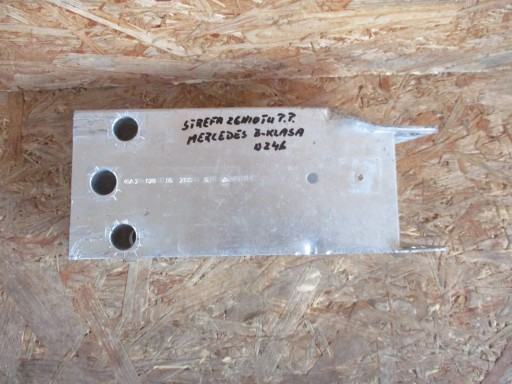 STREFA ZGNIOTU P.P.
MERCEDES B-KLASA
W246